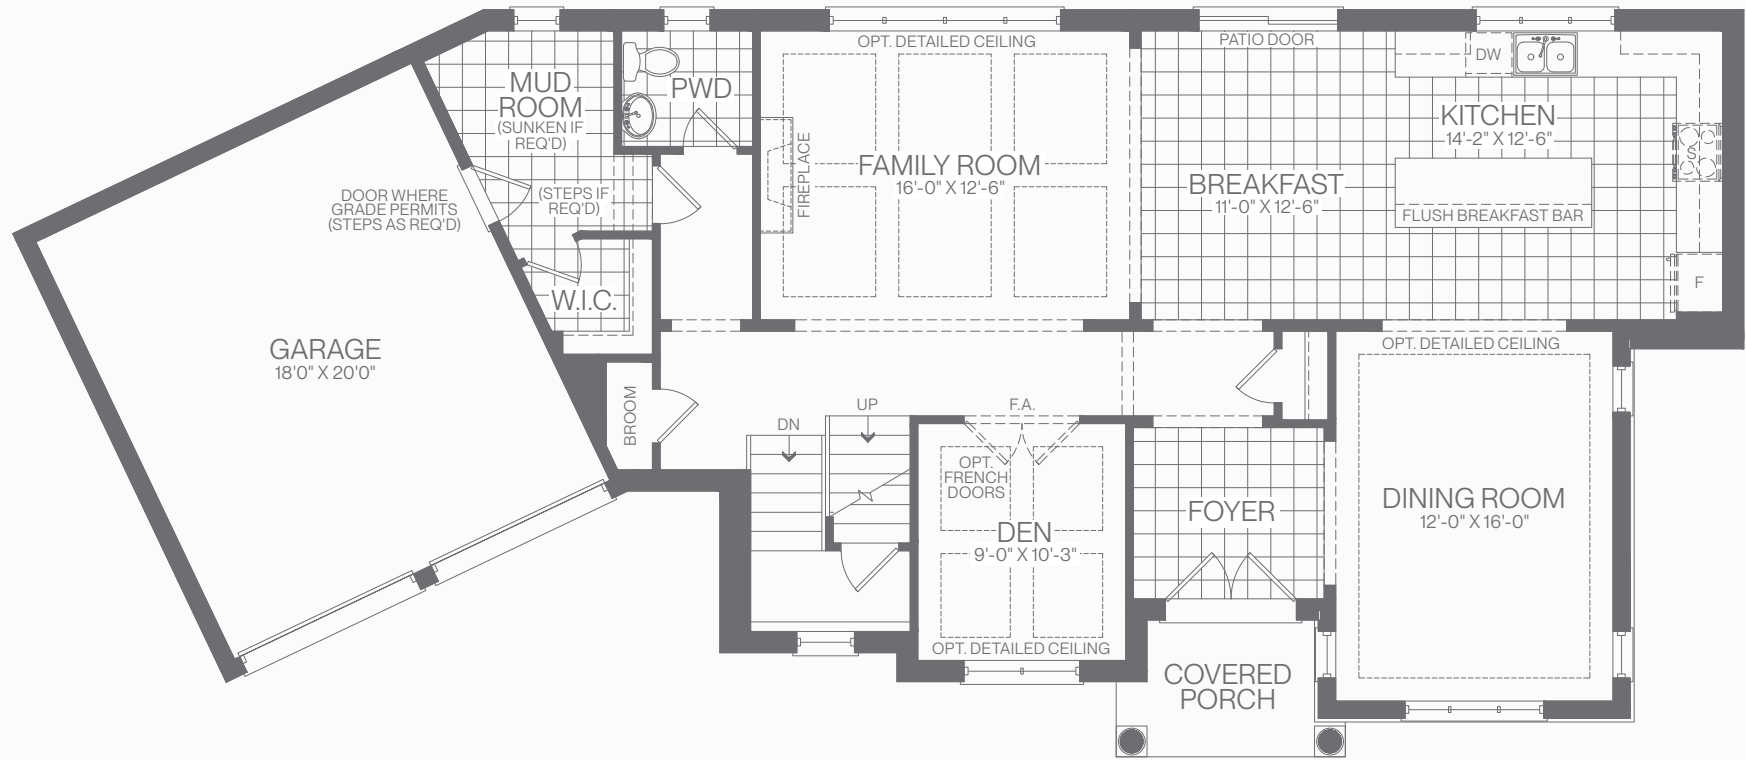 MUD
ROOM
(SUNKEN IF
REQ'D)
PWD
OPT. DETAILED CEILING
FAMILY ROOM
16'-0" X 12'-6"
FIREPLACE
PATIO DOOR
DW
KITCHEN
14'-2" X 12'-6"
S
BREAKFAST
11'-0" X 12'-6"
FLUSH BREAKFAST BAR
F
DOOR WHERE
GRADE PERMITS
(STEPS AS REQ'D)
(STEPS IF
REQ'D)
W.I.C.
GARAGE
18'0" X 20'0"
BROOM
DN
UP
F.A.
OPT.
FRENCH
DOORS
DEN
9'-0" X 10'-3"
OPT. DETAILED CEILING
FOYER
OPT. DETAILED CEILING
DINING ROOM
12'-0" X 16'-0"
COVERED
PORCH